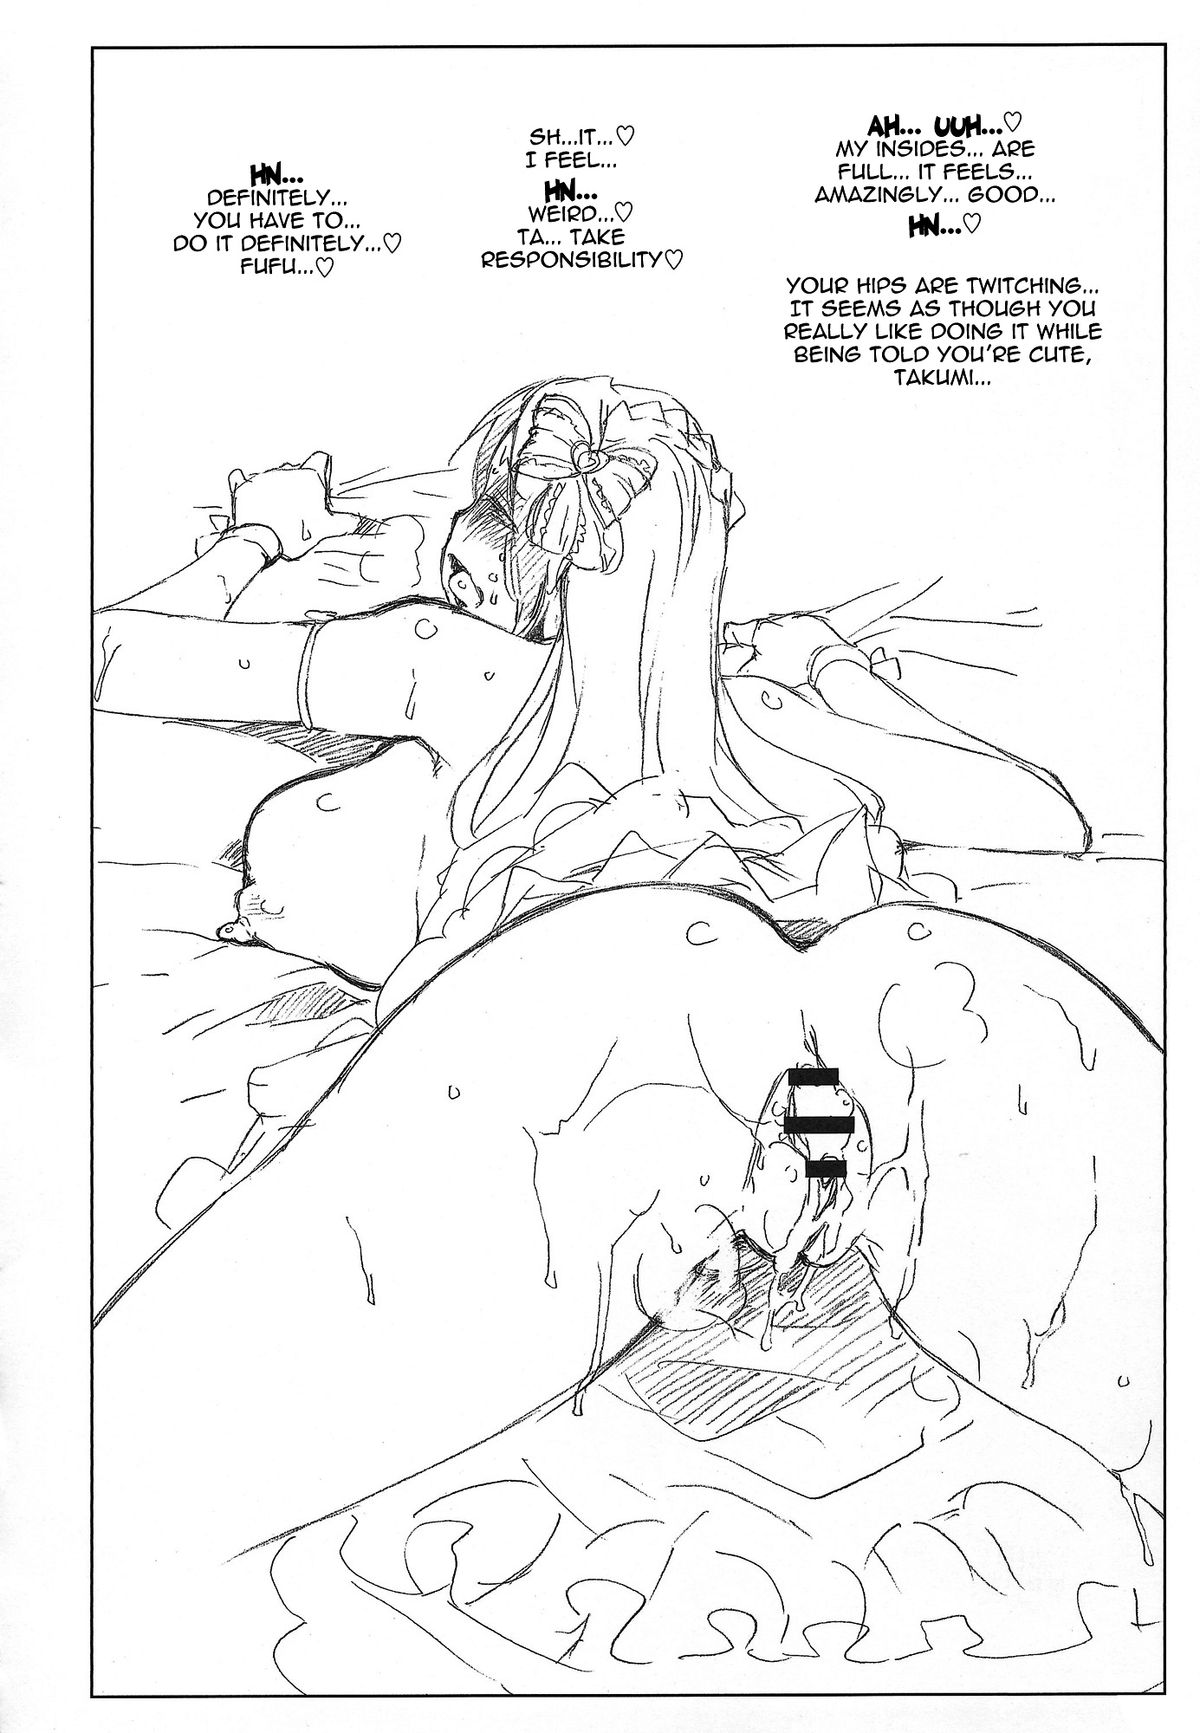 AH... UUH...♡
MY INSIDES... ARE
FULL... IT FEELS...
AMAZINGLY... GOOD...
HN...♡
YOUR HIPS ARE TWITCHING...
IT SEEMS AS THOUGH YOU
REALLY LIKE DOING IT WHILE
BEING TOLD YOU'RE CUTE,
TAKUMI...
SH...IT...♡
I FEEL...
HN...
WEIRD...♡
TA... TAKE
RESPONSIBILITY♡
HN...
DEFINITELY...
YOU HAVE TO...
DO IT DEFINITELY...♡
FUFU...♡